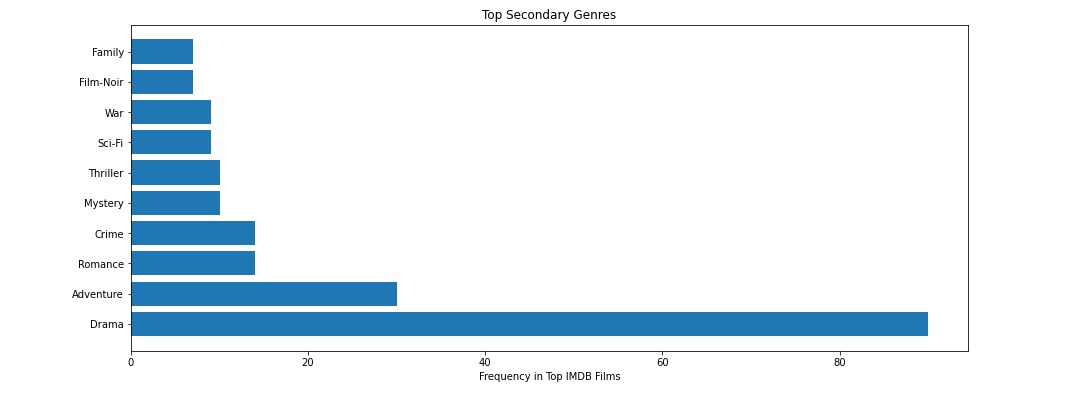 Top Secondary Genres
Family
Film-Noir
War
Sci-Fi
Thriller
Mystery
Crime
Romance
Adventure
Drama
0 20 40 60 80
Frequency in Top IMDB Films